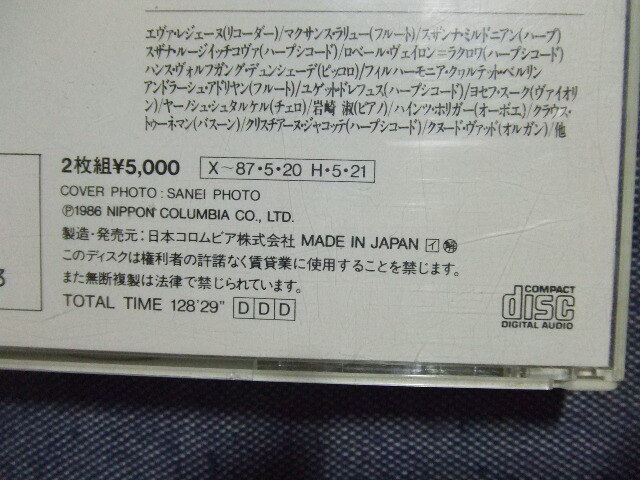 エヴァ・レジェーヌ(リコーダー)/マクサンス・ラリュー(フルート)/スザンナ・ミルドニアン(ハープ)
スザナ・ルージイッチコヴァ(ハープシコード)/ロベール・ヴェイロン=ラクロワ(ハープシコード)
ハンス・ヴォルフガング・デュンシェーデ(ピッコロ)/フィルハーモニア・クヮルテット・ベルリン
アンドラーシュ・アドリヤン(フルート)/ユゲット・ドレフュス(ハープシコード)/ヨセフ・スーク(ヴァイオリ
ン)/ヤーノシュ・シュタルケル(チェロ)/岩崎 淑(ピアノ)/ハインツ・ホリガー(オーボエ)/クラウス・
トゥーネマン(バスーン)/クリスチアーヌ・ジャコッテ(ハープシコード)/クヌード・ヴァッド(オルガン)/他
2枚組¥5,000 X~87・5・20 H・5・21
COVER PHOTO : SANEI PHOTO
Ⓟ1986 NIPPON COLUMBIA CO., LTD.
製造・発売元:日本コロムビア株式会社 MADE IN JAPAN イ
このディスクは権利者の許諾なく賃貸業に使用することを禁じます。
また無断複製は法律で禁じられています。
TOTAL TIME 128'29" D D D
COMPACT
disc
DIGITAL AUDIO
3